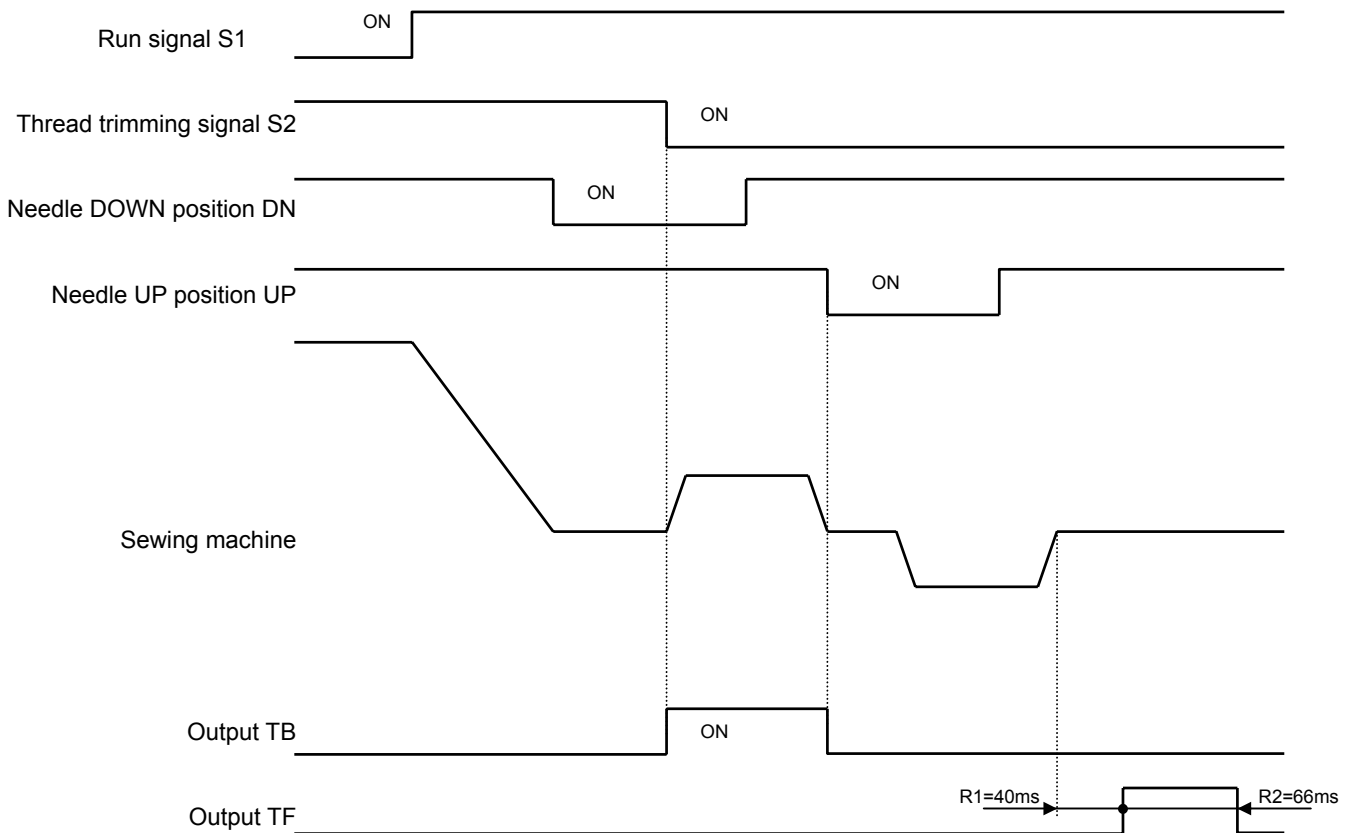 Run signal S1 ON
Thread trimming signal S2 ON
Needle DOWN position DN ON
Needle UP position UP ON
Sewing machine
Output TB ON
Output TF R1=40ms R2=66ms